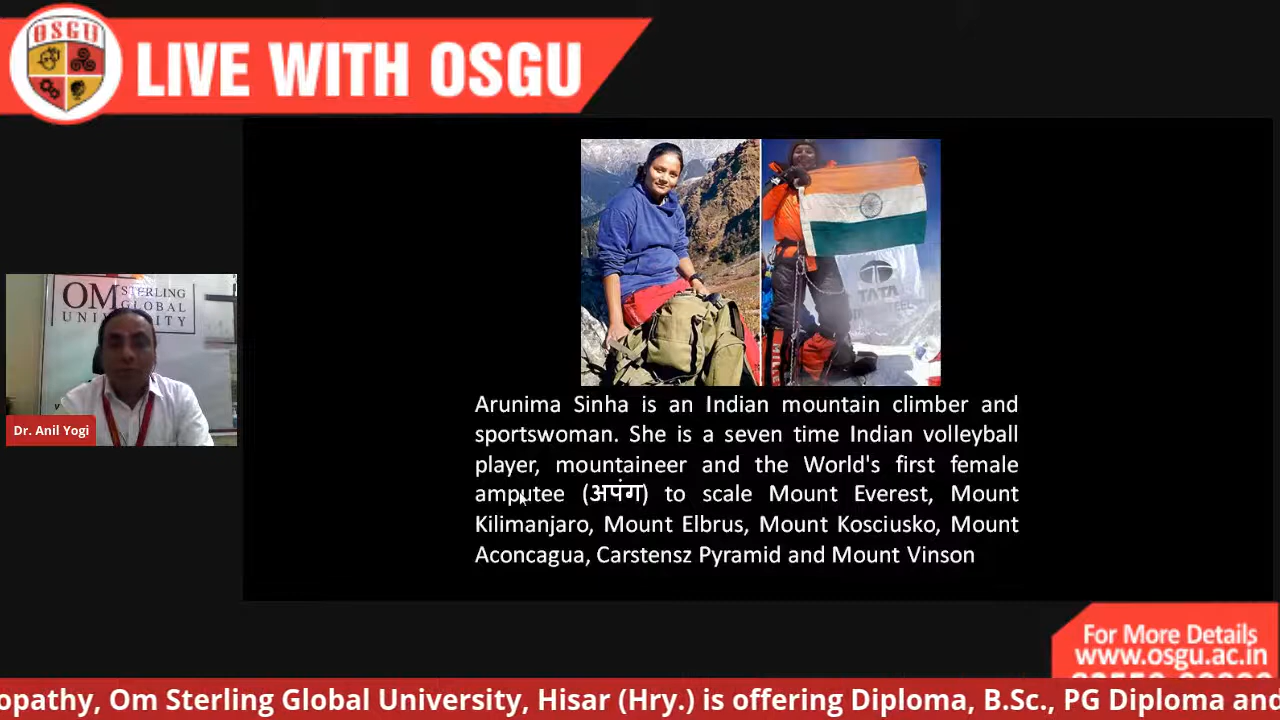 OSGU
LIVE WITH OSGU
OM STERLING
GLOBAL
UNIVERSITY
Dr. Anil Yogi
TATA
Arunima Sinha is an Indian mountain climber and
sportswoman. She is a seven time Indian volleyball
player, mountaineer and the World's first female
amputee (अपंग) to scale Mount Everest, Mount
Kilimanjaro, Mount Elbrus, Mount Kosciusko, Mount
Aconcagua, Carstensz Pyramid and Mount Vinson
For More Details
www.osgu.ac.in
opathy, Om Sterling Global University, Hisar (Hry.) is offering Diploma, B.Sc., PG Diploma and